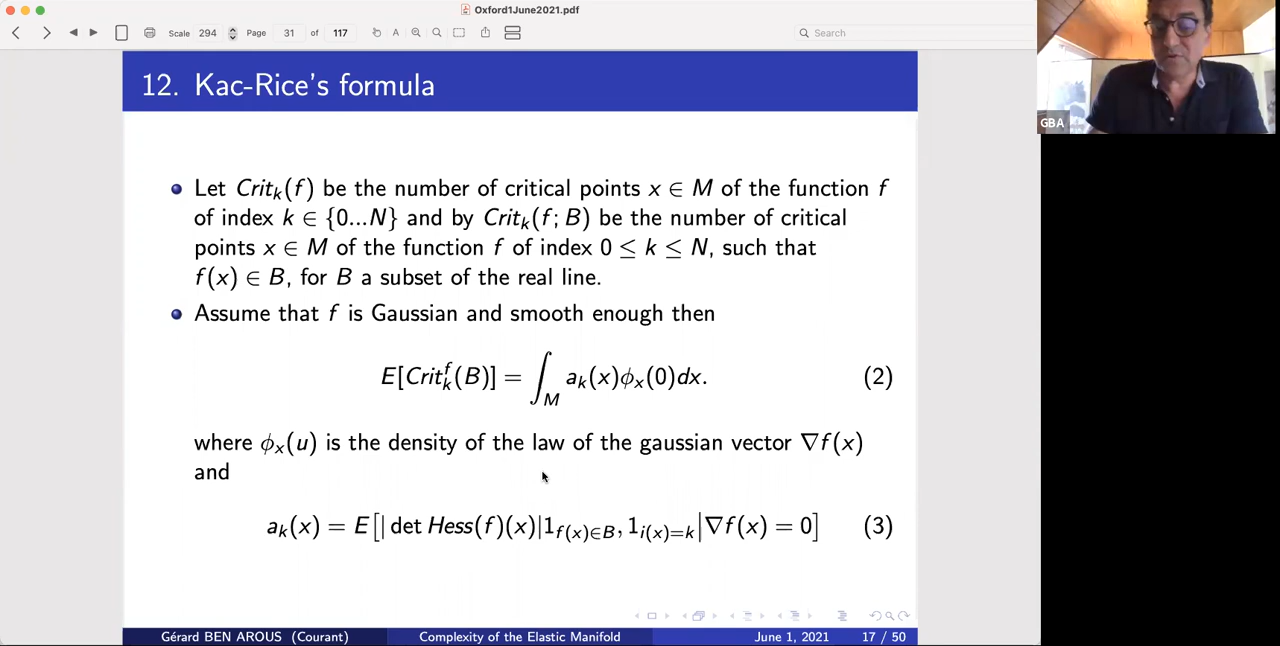 Oxford1June2021.pdf
Scale 294 Page 31 of 117 Search
12. Kac-Rice's formula
Let Crit_k(f) be the number of critical points x ∈ M of the function f
of index k ∈ {0...N} and by Crit_k(f; B) be the number of critical
points x ∈ M of the function f of index 0 ≤ k ≤ N, such that
f(x) ∈ B, for B a subset of the real line.
Assume that f is Gaussian and smooth enough then
E[Crit_k^f(B)] = ∫_M a_k(x)ϕ_x(0)dx. (2)
where ϕ_x(u) is the density of the law of the gaussian vector ∇f(x)
and
a_k(x) = E[|det Hess(f)(x)|1_{f(x)∈B}, 1_{i(x)=k}|∇f(x) = 0] (3)
Gérard BEN AROUS (Courant) Complexity of the Elastic Manifold June 1, 2021 17 / 50
GBA